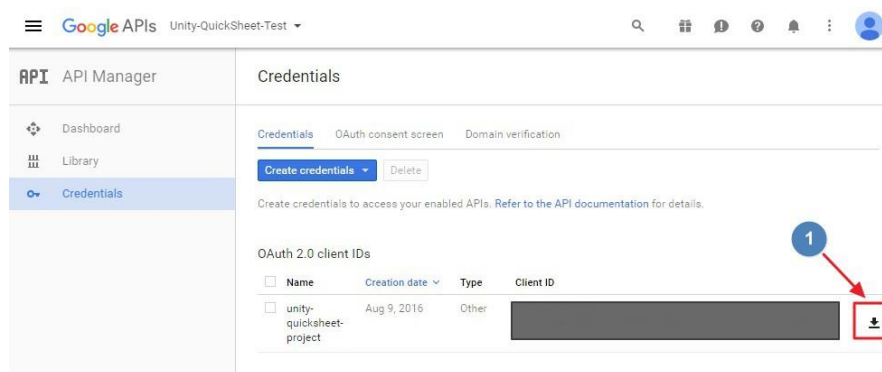 Google APIs Unity-QuickSheet-Test
API API Manager
Credentials
Dashboard
Library
Credentials
Credentials OAuth consent screen Domain verification
Create credentials Delete
Create credentials to access your enabled APIs. Refer to the API documentation for details.
1
OAuth 2.0 client IDs
Name Creation date Type Client ID
unity- Aug 9, 2016 Other
quicksheet-
project